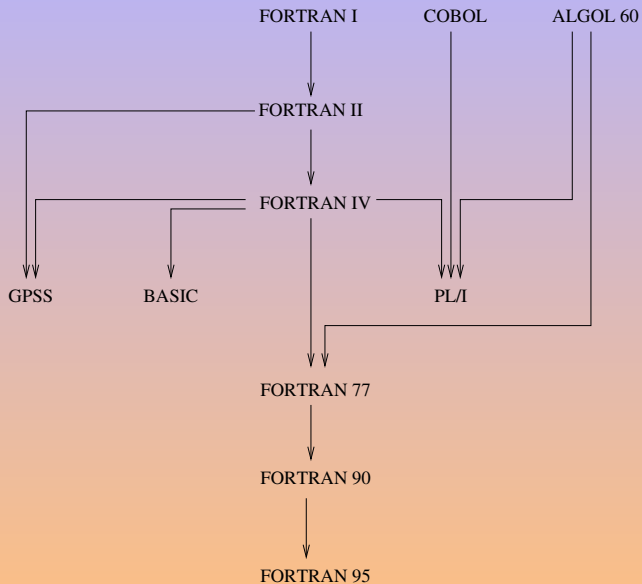 FORTRAN I COBOL ALGOL 60
FORTRAN II
FORTRAN IV
GPSS BASIC PL/I
FORTRAN 77
FORTRAN 90
FORTRAN 95